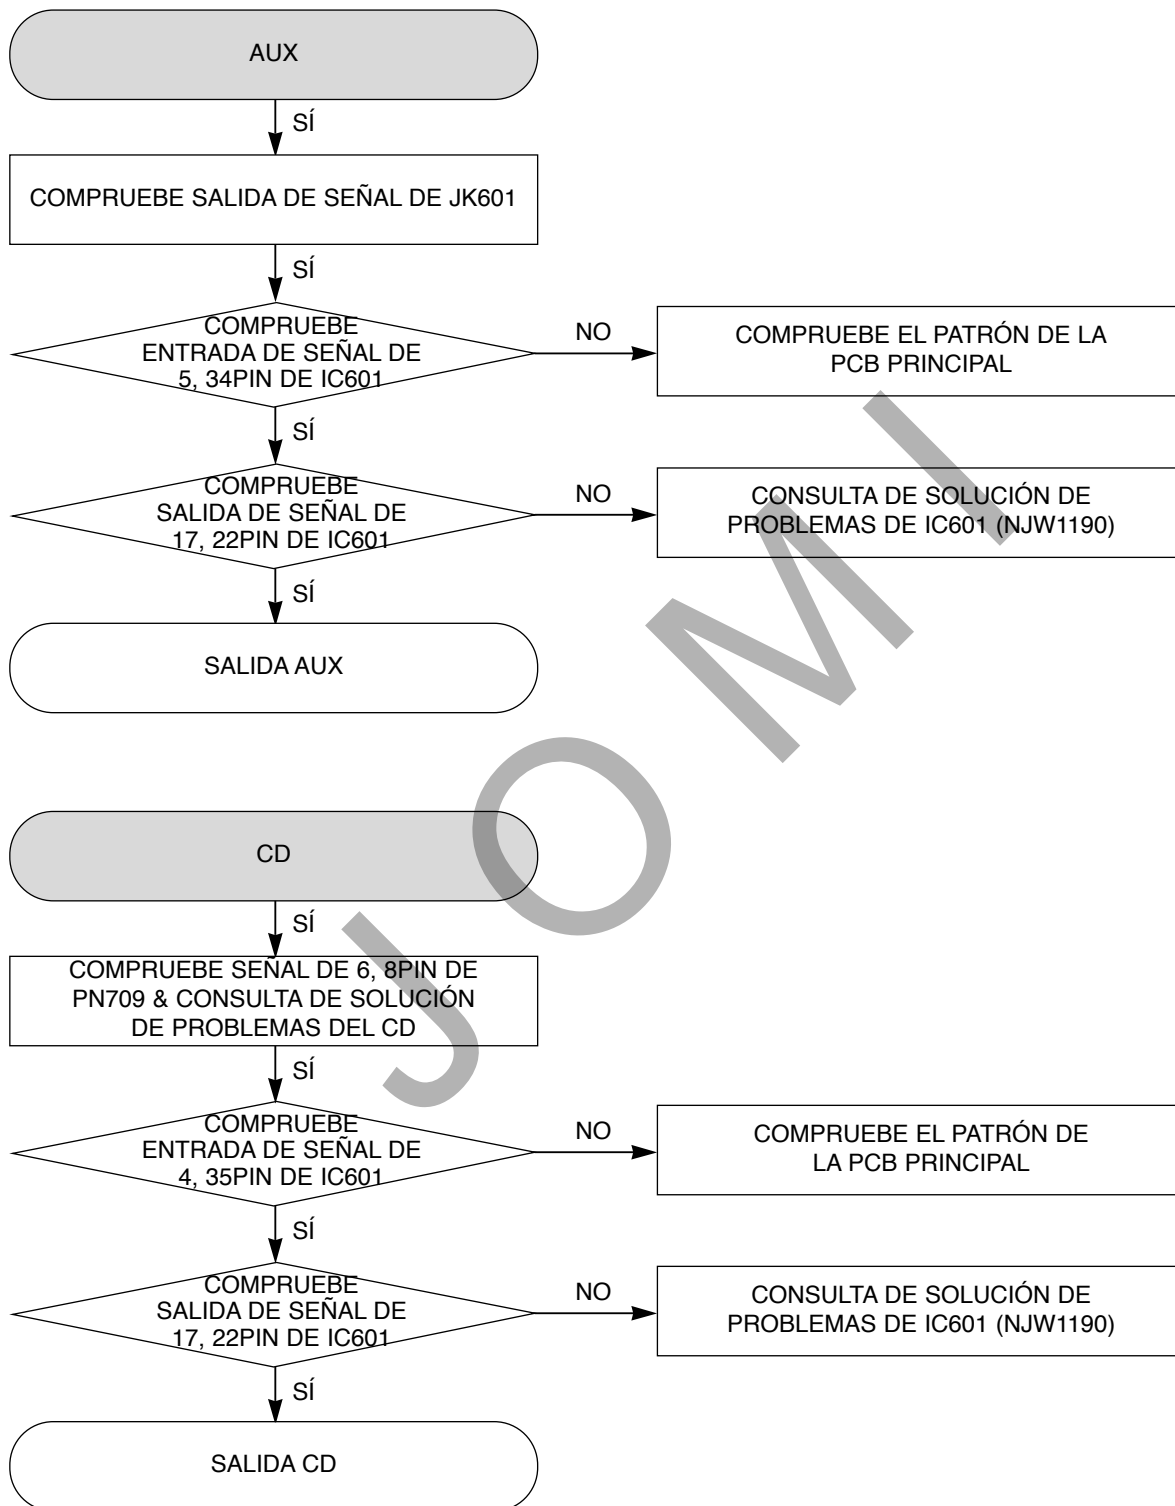 AUX
SÍ
COMPRUEBE SALIDA DE SEÑAL DE JK601
SÍ
COMPRUEBE
ENTRADA DE SEÑAL DE
5, 34PIN DE IC601
NO
COMPRUEBE EL PATRÓN DE LA
PCB PRINCIPAL
SÍ
COMPRUEBE
SALIDA DE SEÑAL DE
17, 22PIN DE IC601
NO
CONSULTA DE SOLUCIÓN DE
PROBLEMAS DE IC601 (NJW1190)
SÍ
SALIDA AUX
CD
SÍ
COMPRUEBE SEÑAL DE 6, 8PIN DE
PN709 & CONSULTA DE SOLUCIÓN
DE PROBLEMAS DEL CD
SÍ
COMPRUEBE
ENTRADA DE SEÑAL DE
4, 35PIN DE IC601
NO
COMPRUEBE EL PATRÓN DE
LA PCB PRINCIPAL
SÍ
COMPRUEBE
SALIDA DE SEÑAL DE
17, 22PIN DE IC601
NO
CONSULTA DE SOLUCIÓN DE
PROBLEMAS DE IC601 (NJW1190)
SÍ
SALIDA CD
JOMI